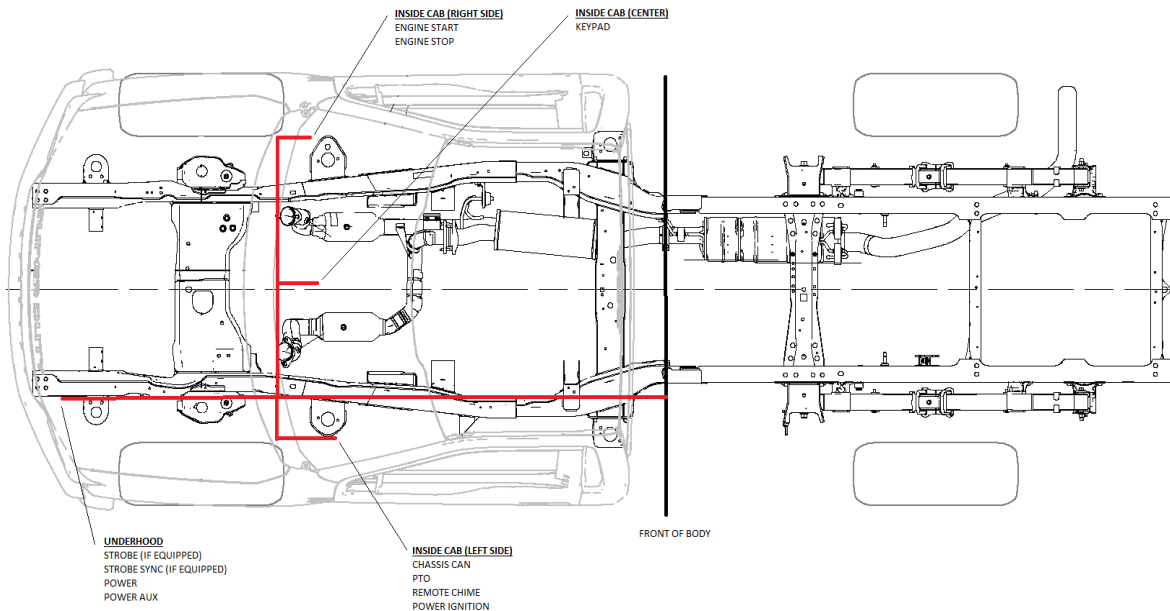 INSIDE CAB (RIGHT SIDE)
ENGINE START
ENGINE STOP
INSIDE CAB (CENTER)
KEYPAD
FRONT OF BODY
UNDERHOOD
STROBE (IF EQUIPPED)
STROBE SYNC (IF EQUIPPED)
POWER
POWER AUX
INSIDE CAB (LEFT SIDE)
CHASSIS CAN
PTO
REMOTE CHIME
POWER IGNITION